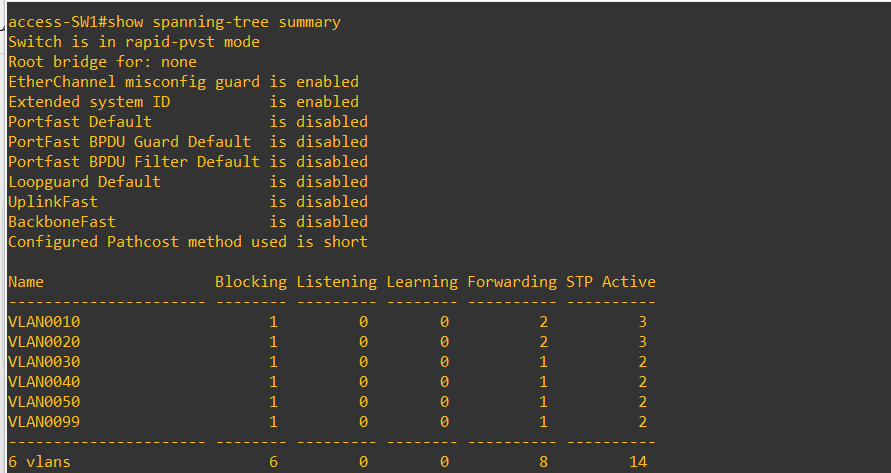 access-SW1#show spanning-tree summary
Switch is in rapid-pvst mode
Root bridge for: none
EtherChannel misconfig guard is enabled
Extended system ID           is enabled
Portfast Default             is disabled
PortFast BPDU Guard Default  is disabled
Portfast BPDU Filter Default is disabled
Loopguard Default            is disabled
UplinkFast                   is disabled
BackboneFast                 is disabled
Configured Pathcost method used is short

Name                   Blocking Listening Learning Forwarding STP Active
---------------------- -------- --------- -------- ---------- ----------
VLAN0010                     1         0        0          2          3
VLAN0020                     1         0        0          2          3
VLAN0030                     1         0        0          1          2
VLAN0040                     1         0        0          1          2
VLAN0050                     1         0        0          1          2
VLAN0099                     1         0        0          1          2
---------------------- -------- --------- -------- ---------- ----------
6 vlans                      6         0        0          8         14